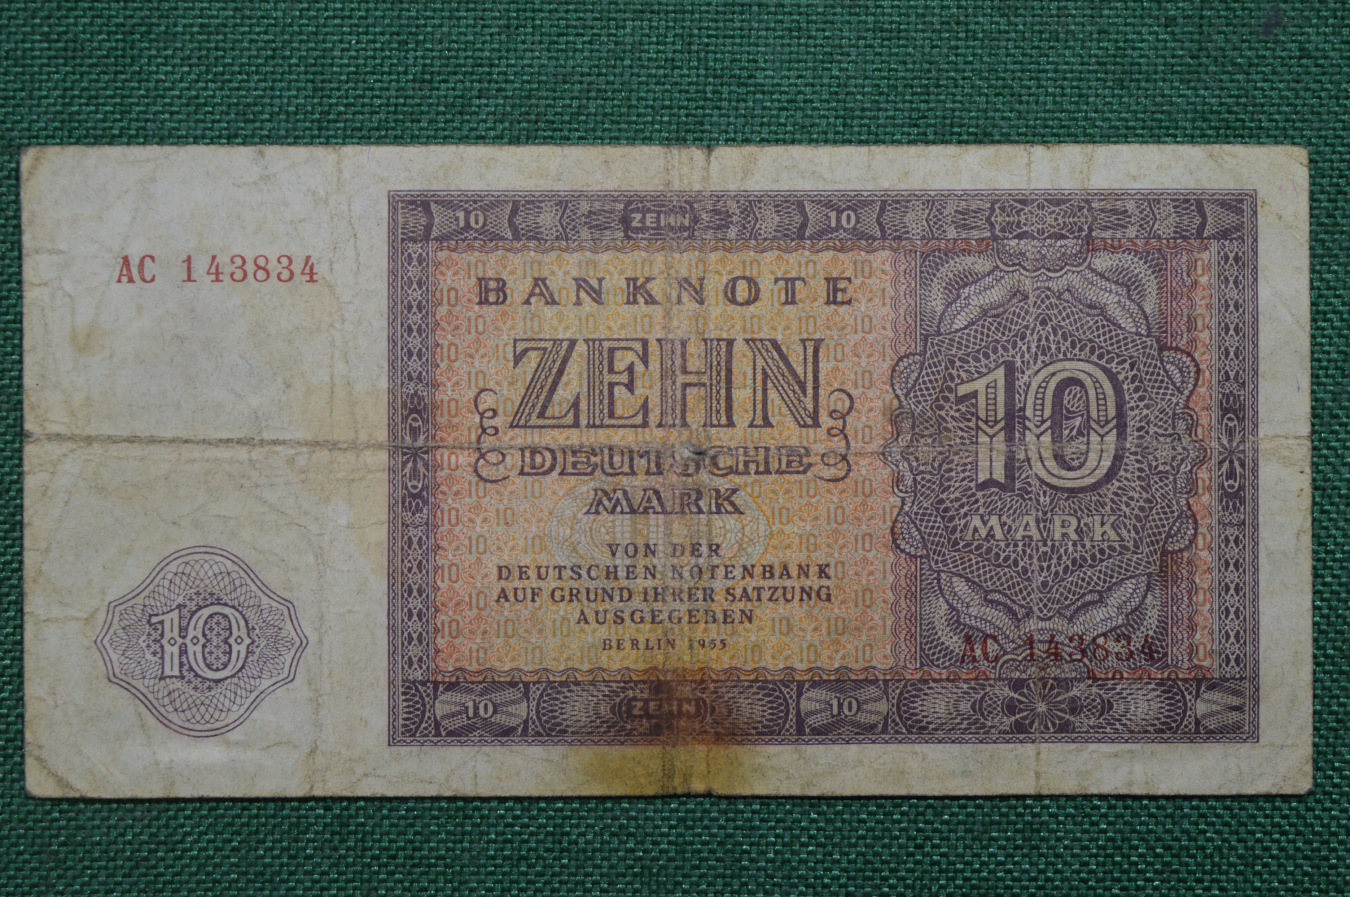 10 ZEHN 10
AC 143834
BANKNOTE
ZEHN
DEUTSCHE
MARK
VON DER
DEUTSCHEN NOTENBANK
AUF GRUND IHRER SATZUNG
AUSGEGEBEN
BERLIN 1955
10
MARK
AC 143834
10
10 ZEHN 10